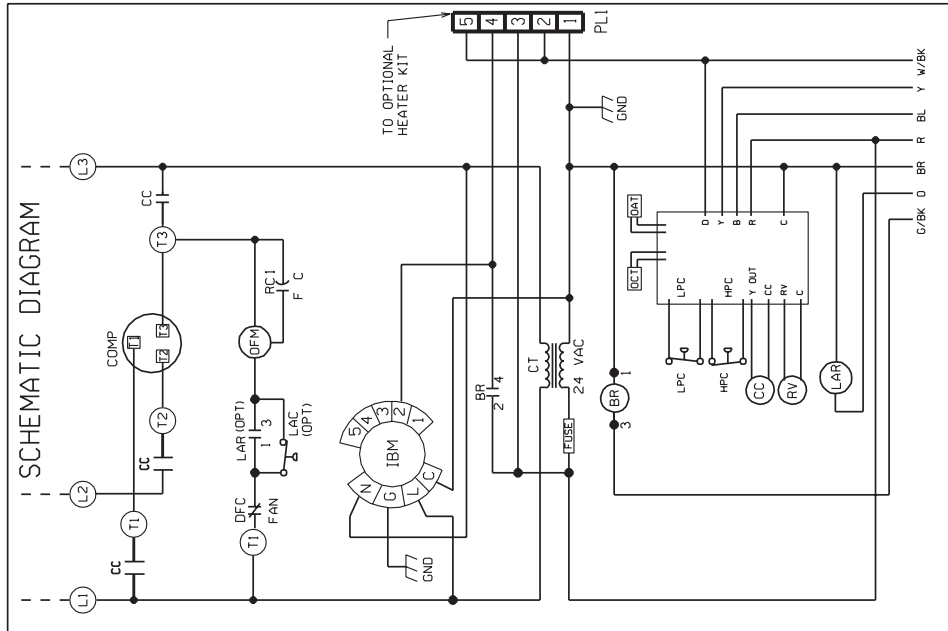 SCHEMATIC DIAGRAM
L1
L2
L3
CC
T1
CC
T2
COMP
T1
T2
T3
T3
CC
T1
DFC
FAN
LAR (OPT)
1 3
LAC
(OPT)
OFM
RC1
F C
TO OPTIONAL
HEATER KIT
5 4 3 2 1
PL1
IBM
5
4
3
2
1
N
G
L
C
GND
BR
2 4
CT
24 VAC
FUSE
GND
BR
3 1
OCT
OAT
LPC
HPC
Y OUT
CC
RV
C
D
Y
B
R
C
LPC
HPC
CC
RV
LAR
W/BK
Y
BL
R
BR
O
G/BK